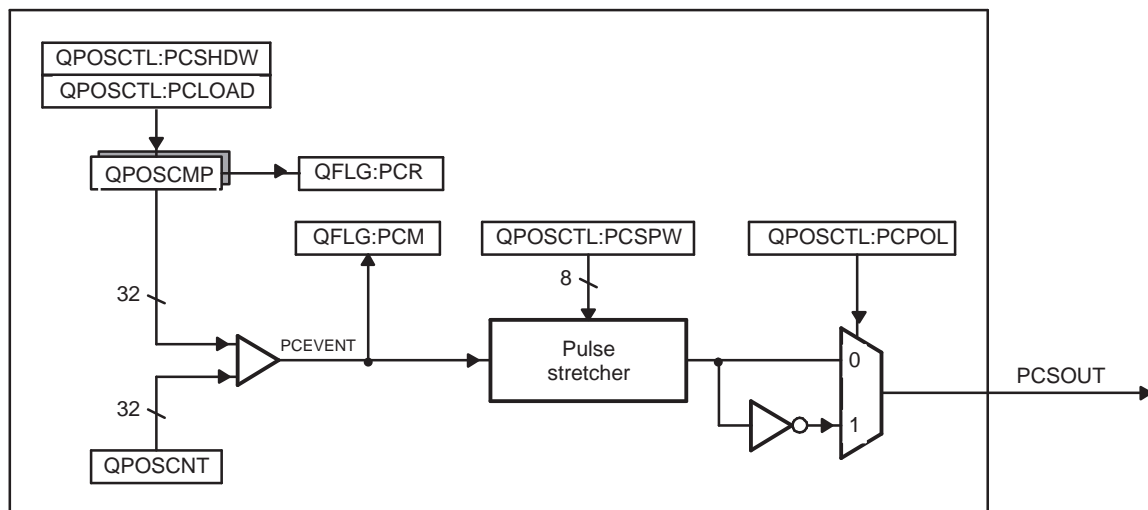 QPOSCTL:PCSHDW
QPOSCTL:PCLOAD
QPOSCMP
QFLG:PCR
QFLG:PCM
QPOSCTL:PCSPW
QPOSCTL:PCPOL
32
8
PCEVENT
Pulse
stretcher
0
1
PCSOUT
32
QPOSCNT